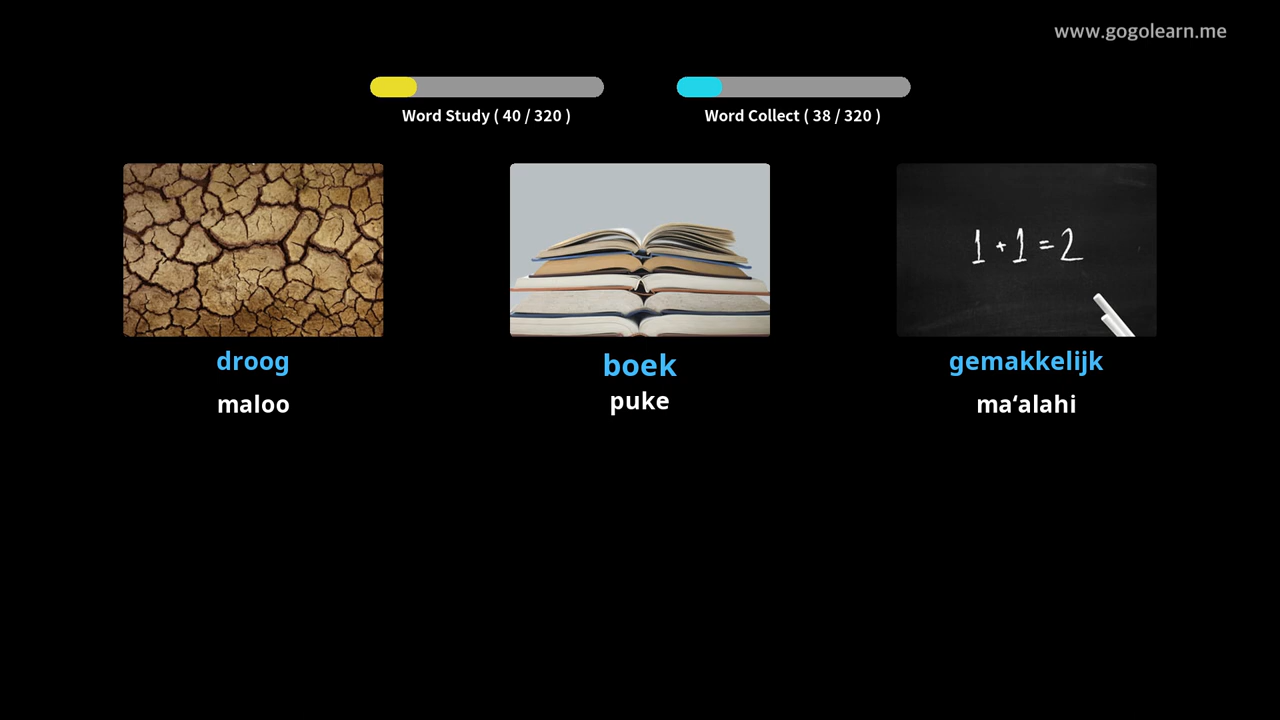 www.gogolearn.me
Word Study ( 40 / 320 )
Word Collect ( 38 / 320 )
1 + 1 = 2
droog
boek
gemakkelijk
maloo
puke
maʻalahi